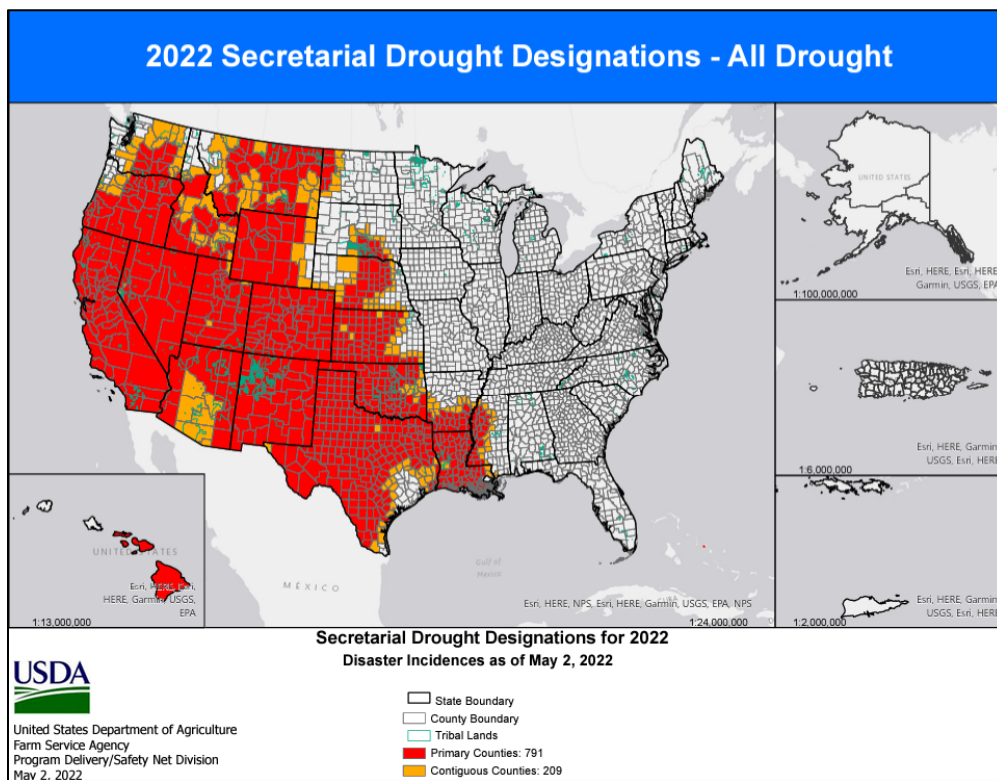 2022 Secretarial Drought Designations - All Drought
UNITED STATES
Esri, HERE, Esri, HERE
Garmin, USGS, EPA
1:100,000,000
Esri, HERE, Garmin
USGS, Esri, HERE
1:6,000,000
Esri, HERE, Garmin
USGS, Esri, HERE
1:2,000,000
UNITED STATES
Esri, HERE, Esri,
HERE, Garmin, USGS,
EPA
1:13,000,000
MÉXICO
Gulf of
Mexico
CUBA
Esri, HERE, NPS, Esri, HERE, Garmin, USGS, EPA, NPS
1:24,000,000
Secretarial Drought Designations for 2022
Disaster Incidences as of May 2, 2022
USDA
United States Department of Agriculture
Farm Service Agency
Program Delivery/Safety Net Division
May 2, 2022
State Boundary
County Boundary
Tribal Lands
Primary Counties: 791
Contiguous Counties: 209